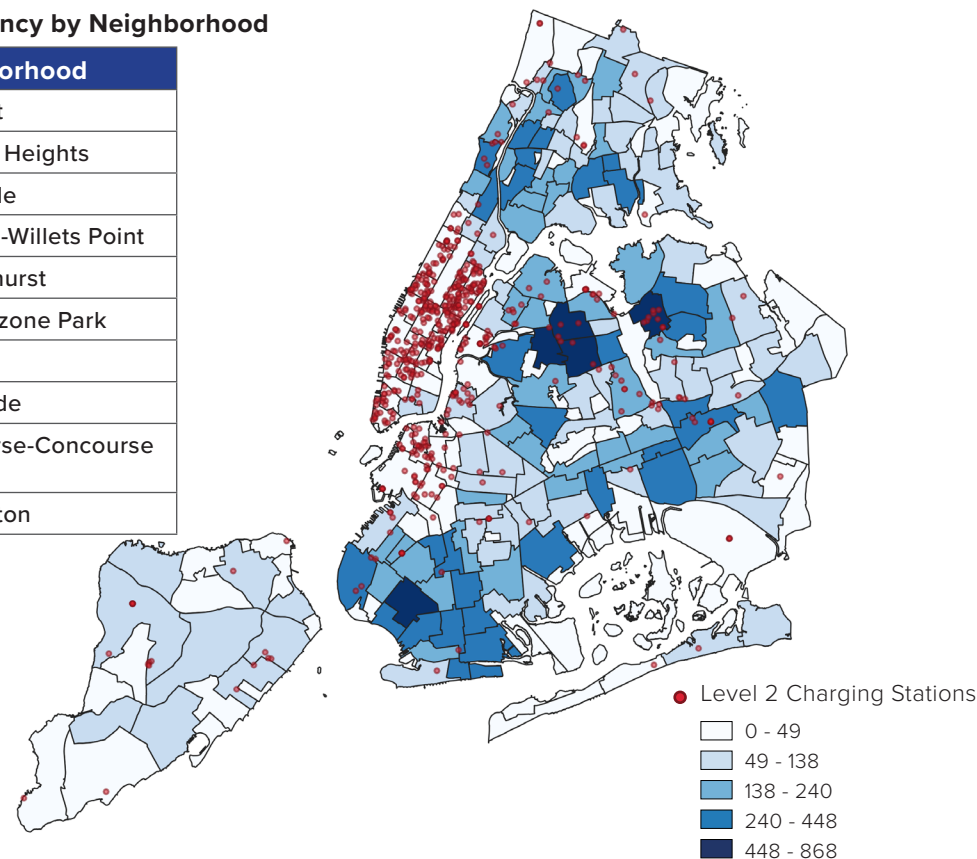 ncy by Neighborhood
orhood
t
Heights
le
-Willets Point
hurst
zone Park
de
rse-Concourse
ton
Level 2 Charging Stations
0 - 49
49 - 138
138 - 240
240 - 448
448 - 868